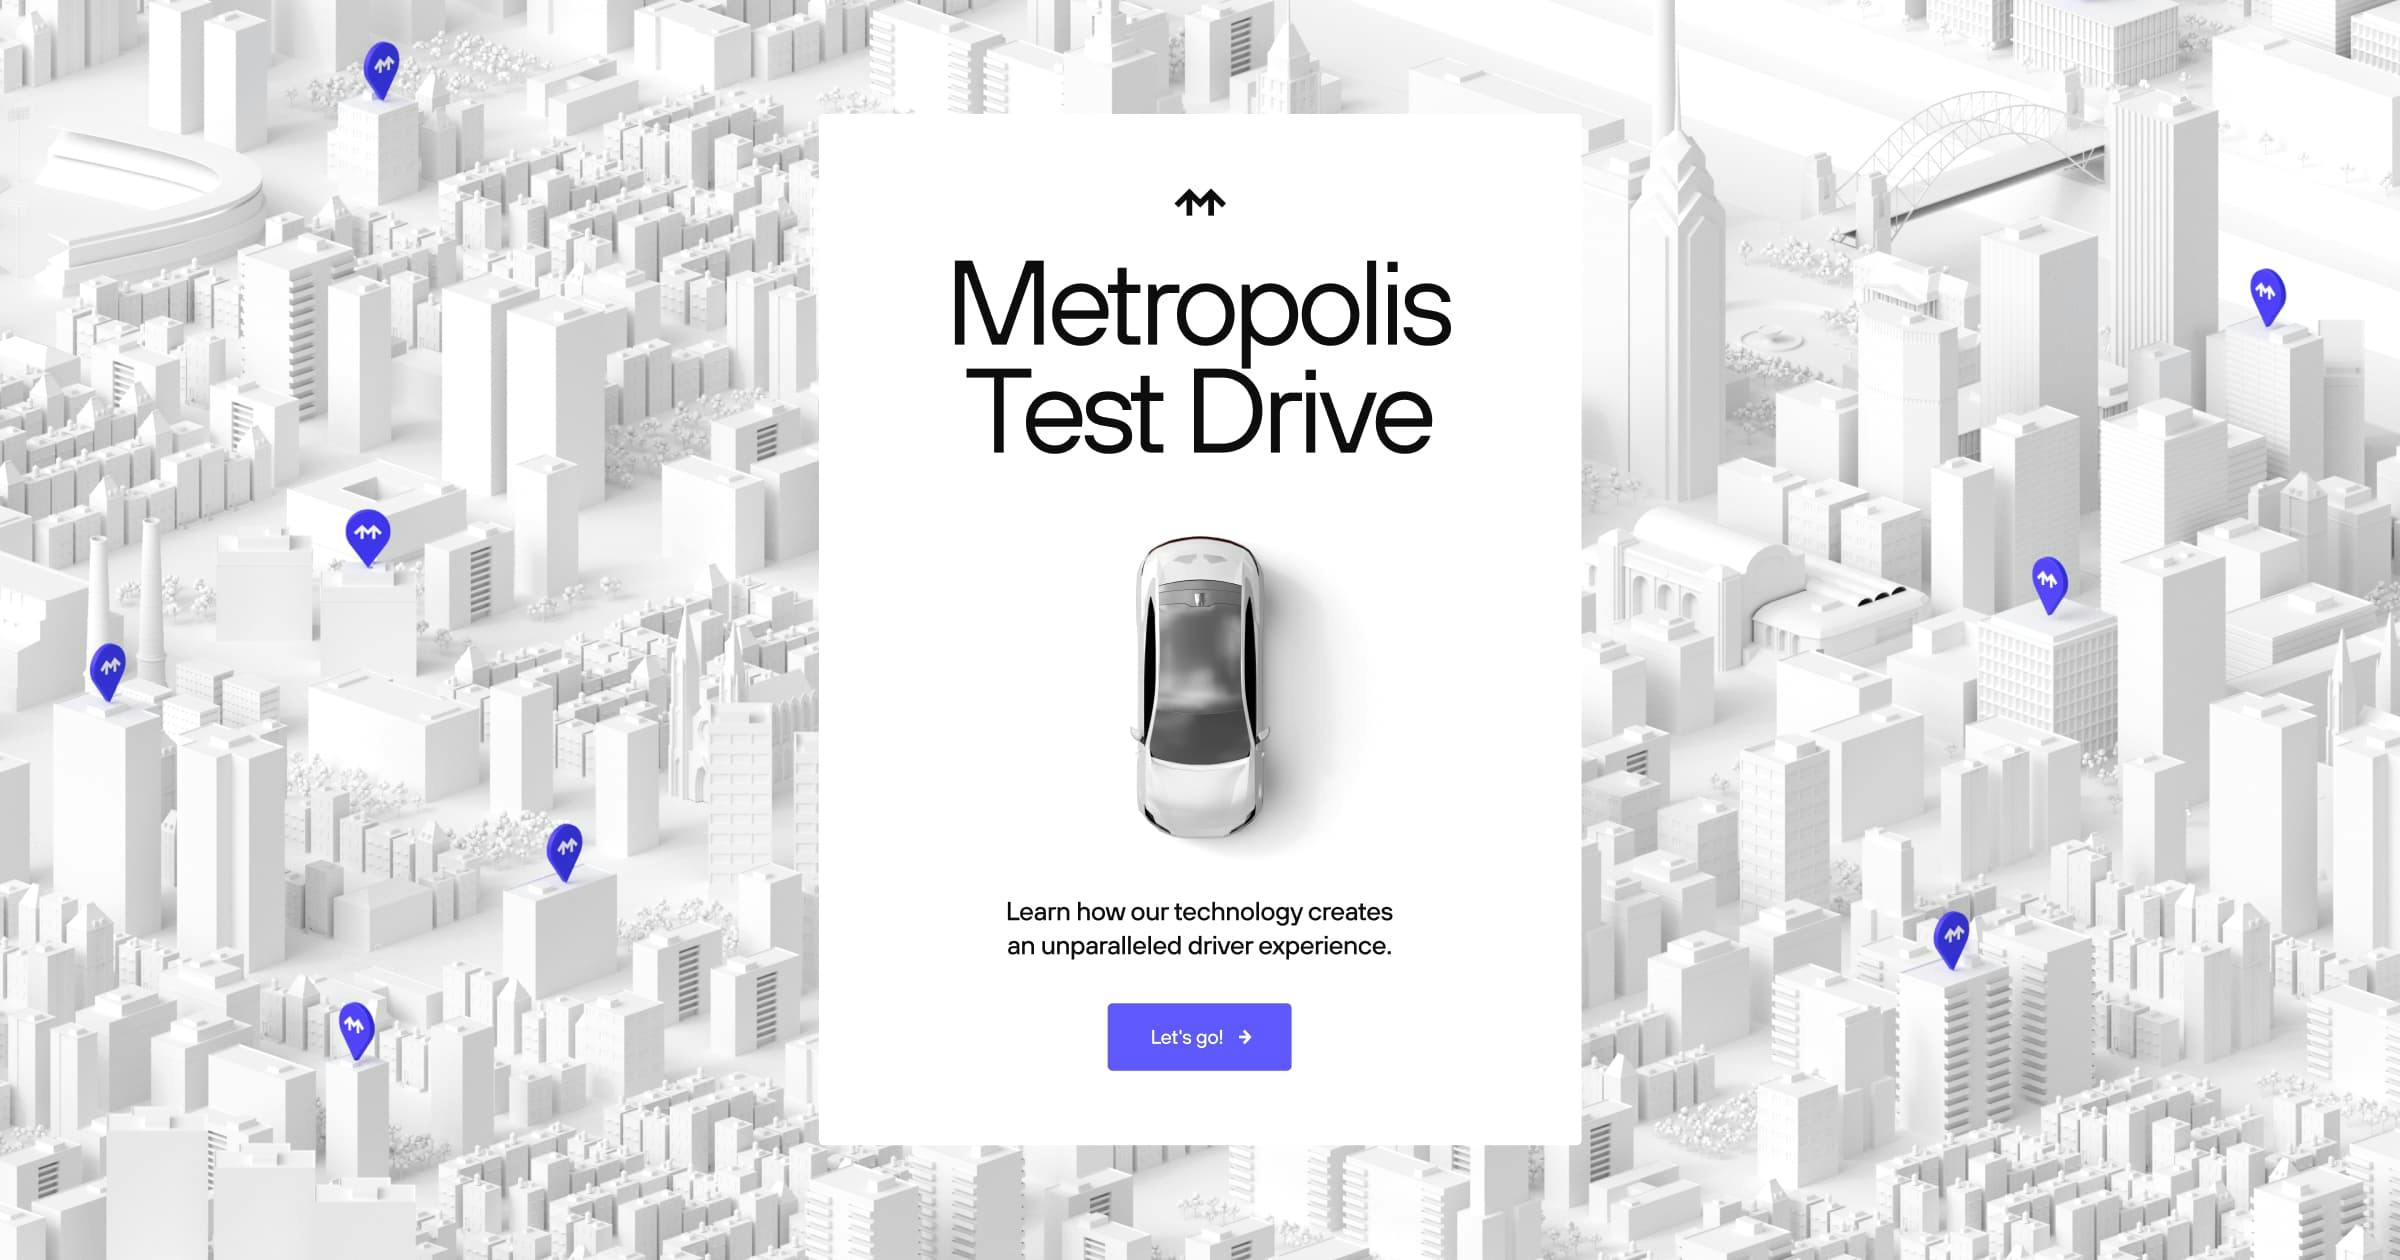 Metropolis
Test Drive
Learn how our technology creates
an unparalleled driver experience.
Let's go!